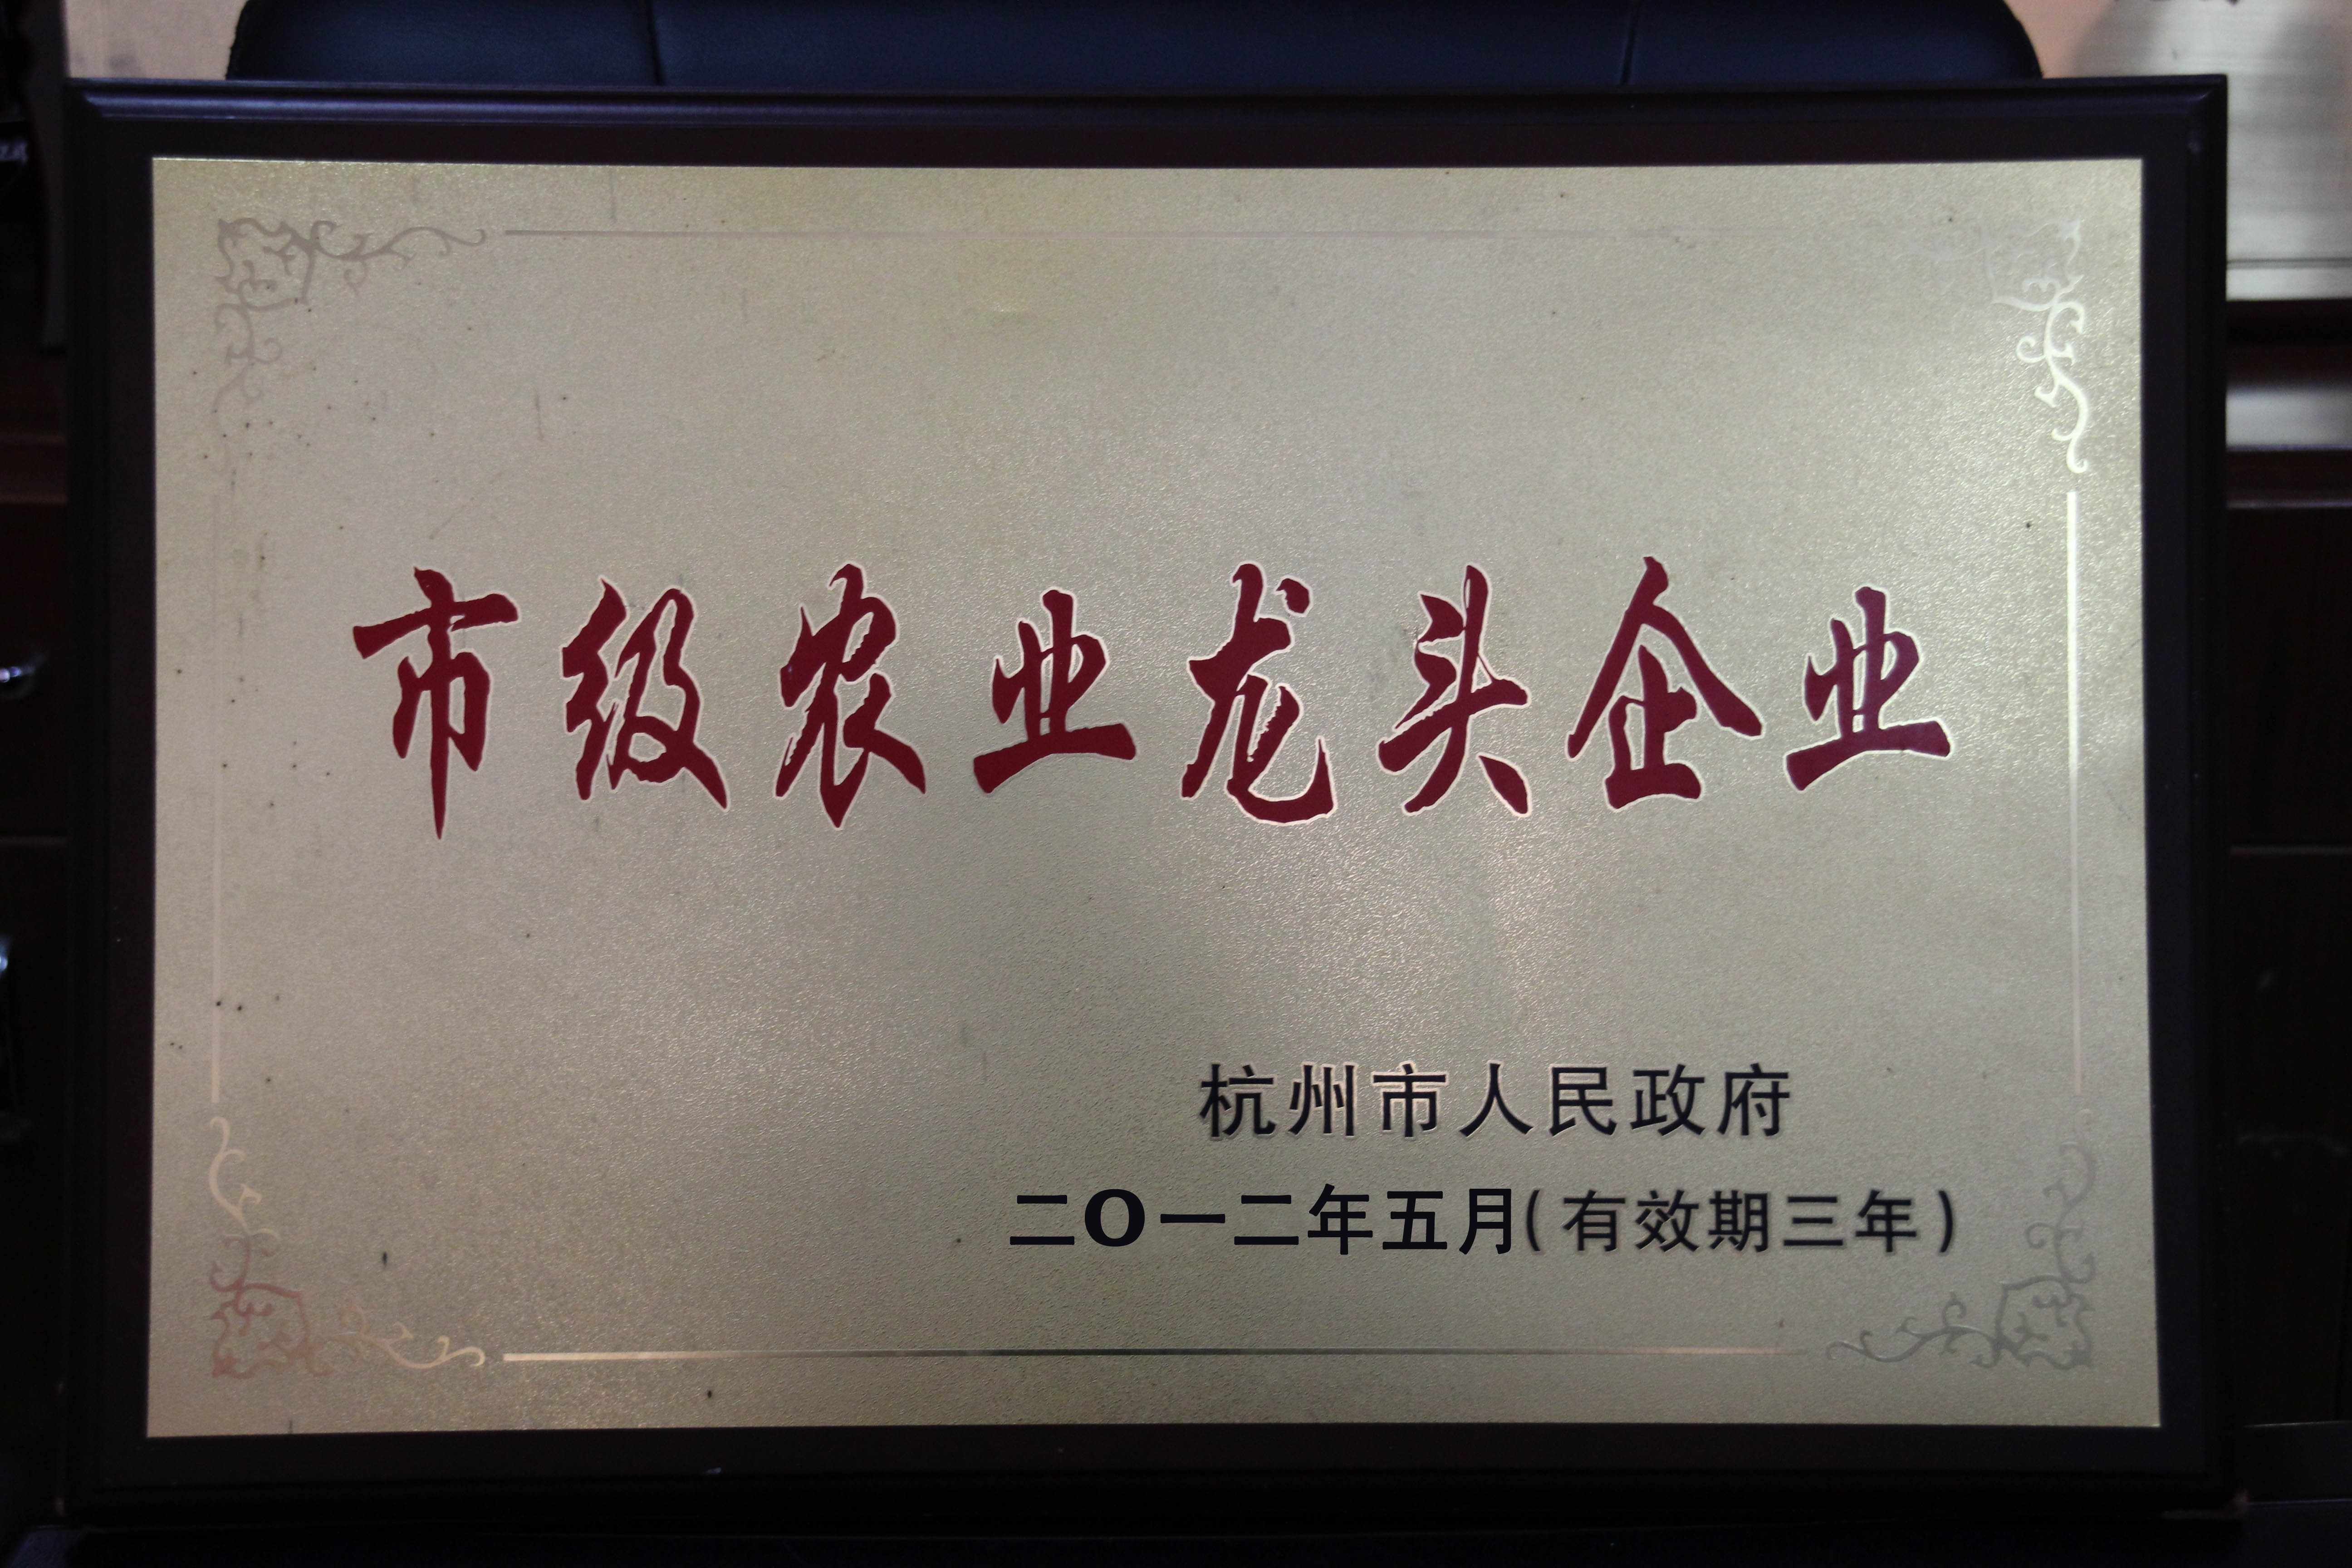 市级农业龙头企业
杭州市人民政府
二O一二年五月(有效期三年)